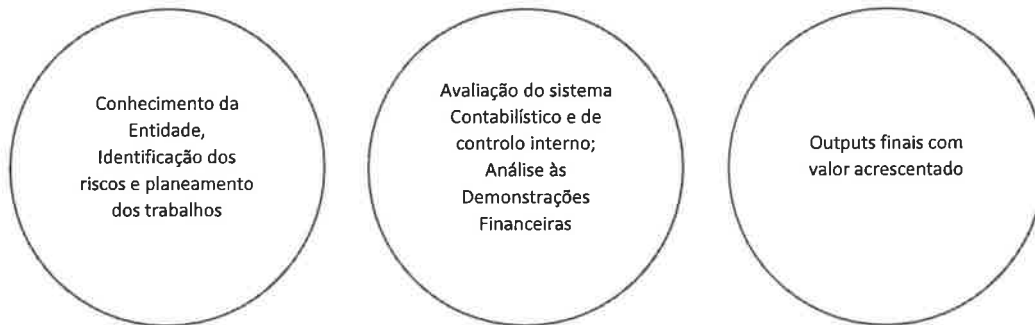 Conhecimento da
Entidade,
Identificação dos
riscos e planeamento
dos trabalhos
Avaliação do sistema
Contabilístico e de
controlo interno;
Análise às
Demonstrações
Financeiras
Outputs finais com
valor acrescentado